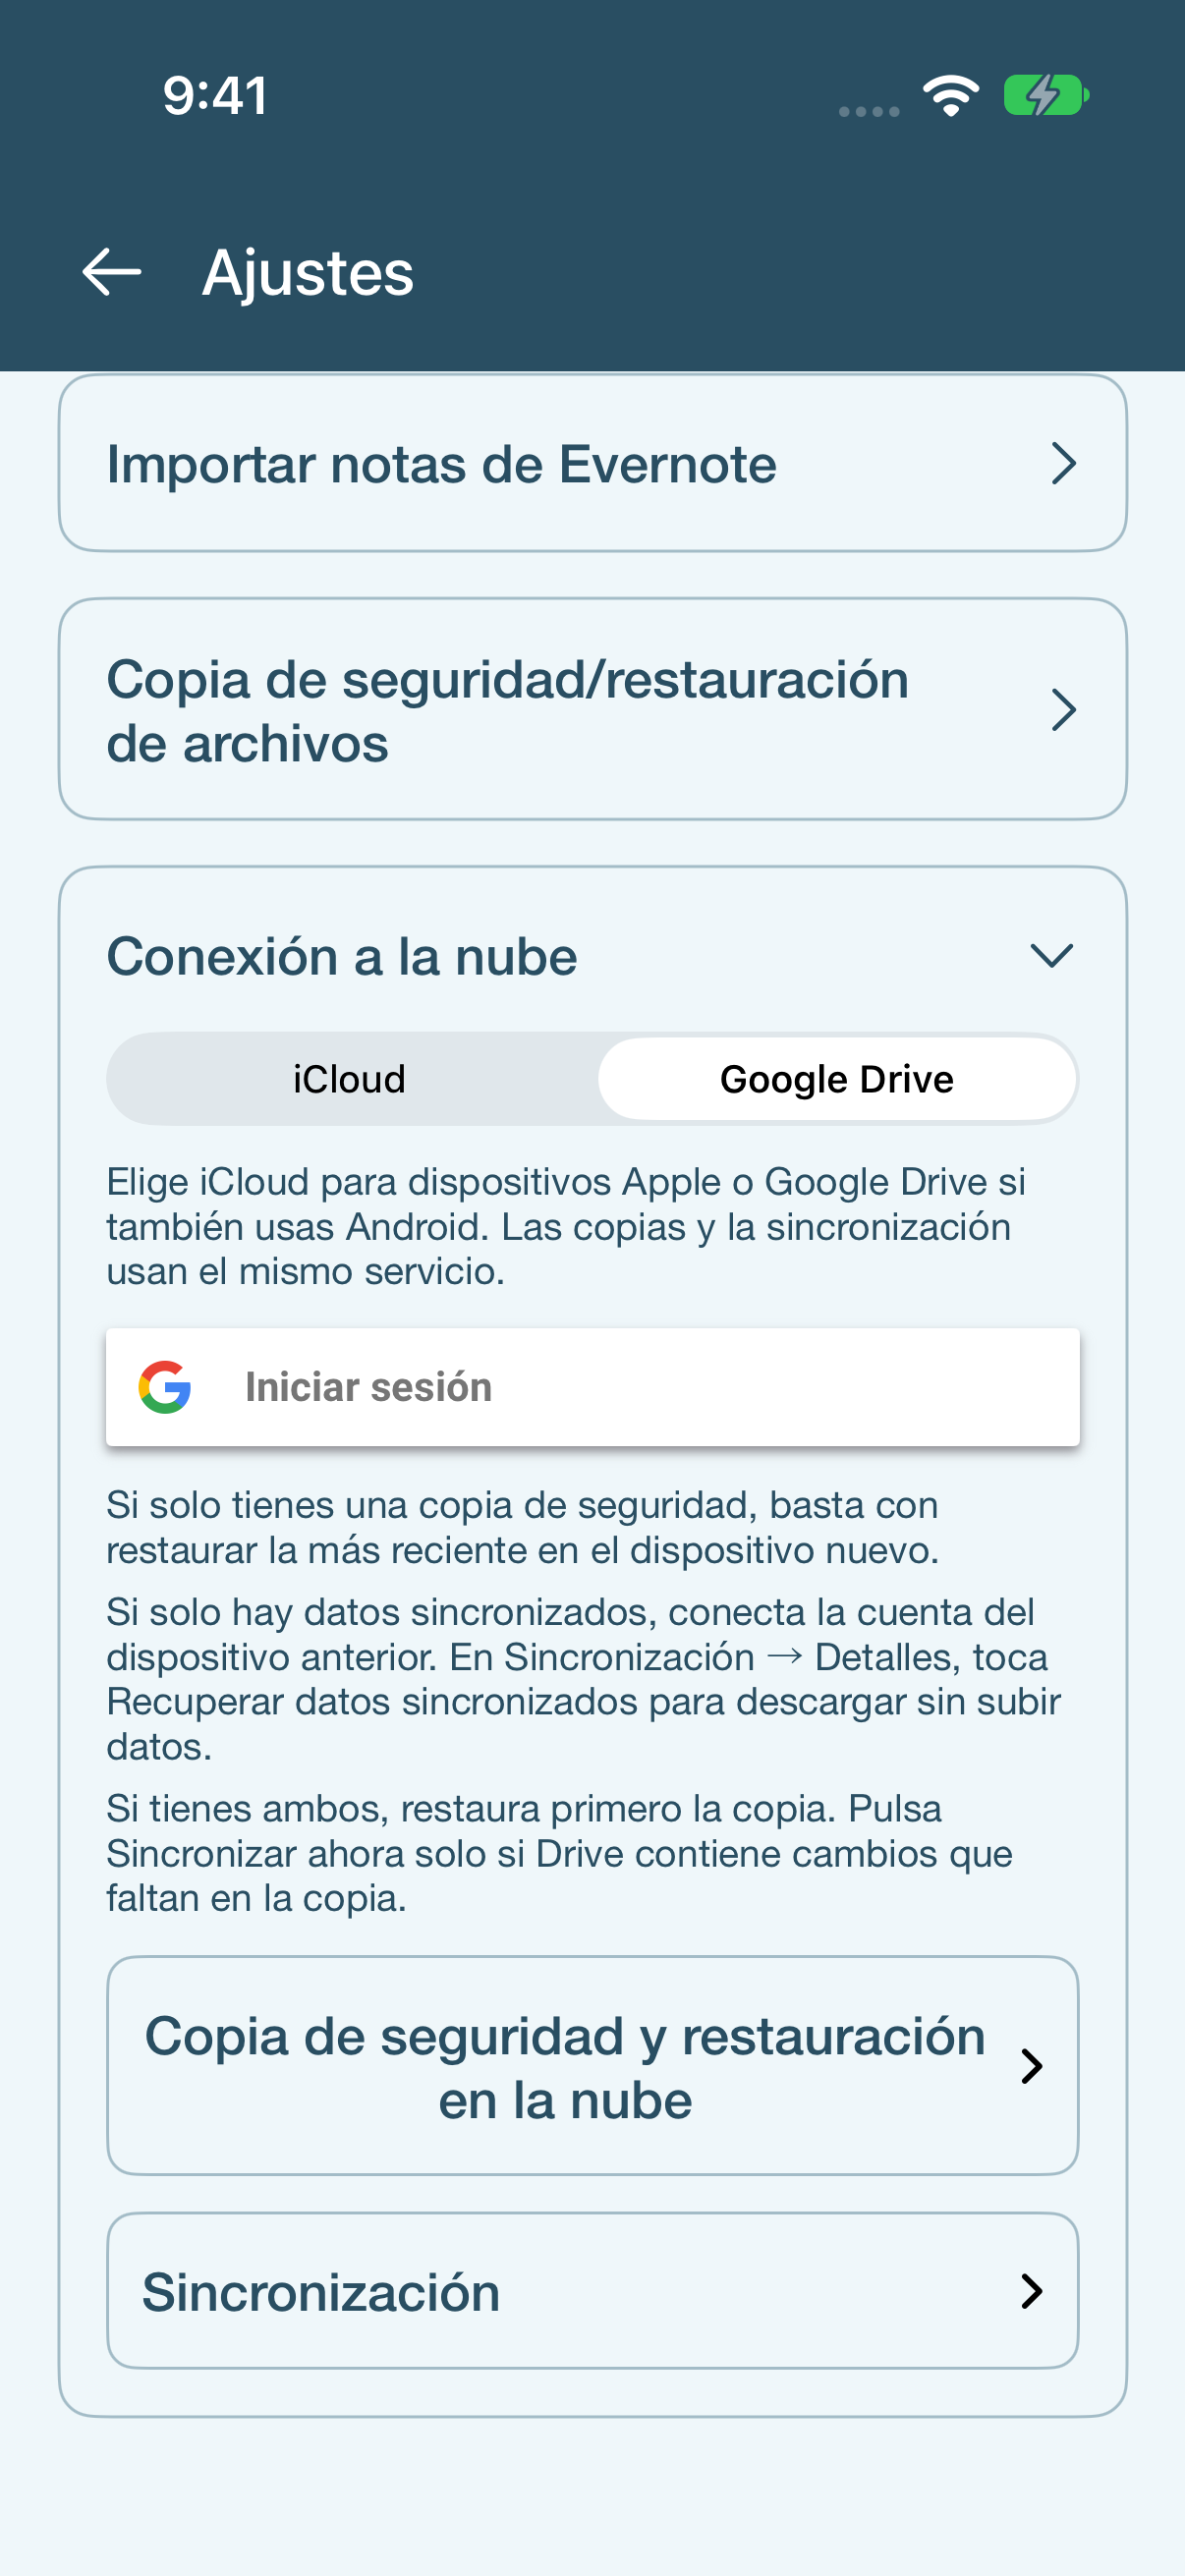 9:41
Ajustes
Importar notas de Evernote
Copia de seguridad/restauración
de archivos
Conexión a la nube
iCloud
Google Drive
Elige iCloud para dispositivos Apple o Google Drive si
también usas Android. Las copias y la sincronización
usan el mismo servicio.
Iniciar sesión
Si solo tienes una copia de seguridad, basta con
restaurar la más reciente en el dispositivo nuevo.
Si solo hay datos sincronizados, conecta la cuenta del
dispositivo anterior. En Sincronización → Detalles, toca
Recuperar datos sincronizados para descargar sin subir
datos.
Si tienes ambos, restaura primero la copia. Pulsa
Sincronizar ahora solo si Drive contiene cambios que
faltan en la copia.
Copia de seguridad y restauración
en la nube
Sincronización